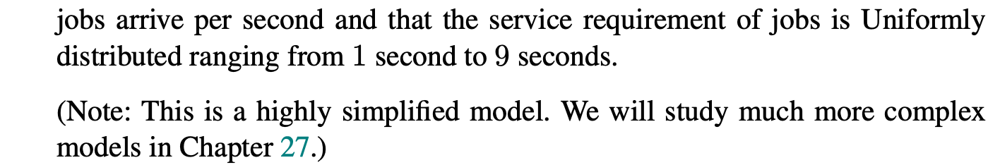 jobs arrive per second and that the service requirement of jobs is Uniformly
distributed ranging from 1 second to 9 seconds.
(Note: This is a highly simplified model. We will study much more complex
models in Chapter 27.)